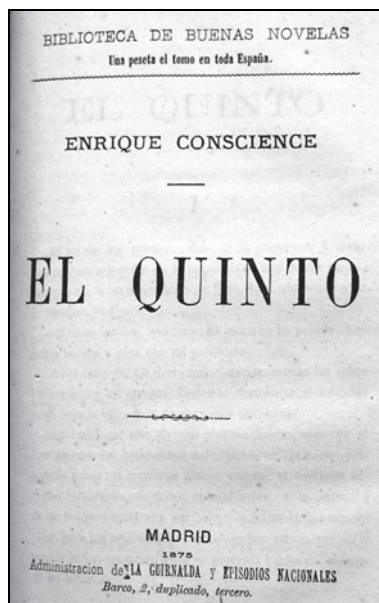 BIBLIOTECA DE BUENAS NOVELAS
Una peseta el tomo en toda España.
ENRIQUE CONSCIENCE
EL QUINTO
MADRID
1875
Administracion de LA GUIRNALDA y EPISODIOS NACIONALES
Barco, 2, duplicado, tercero.